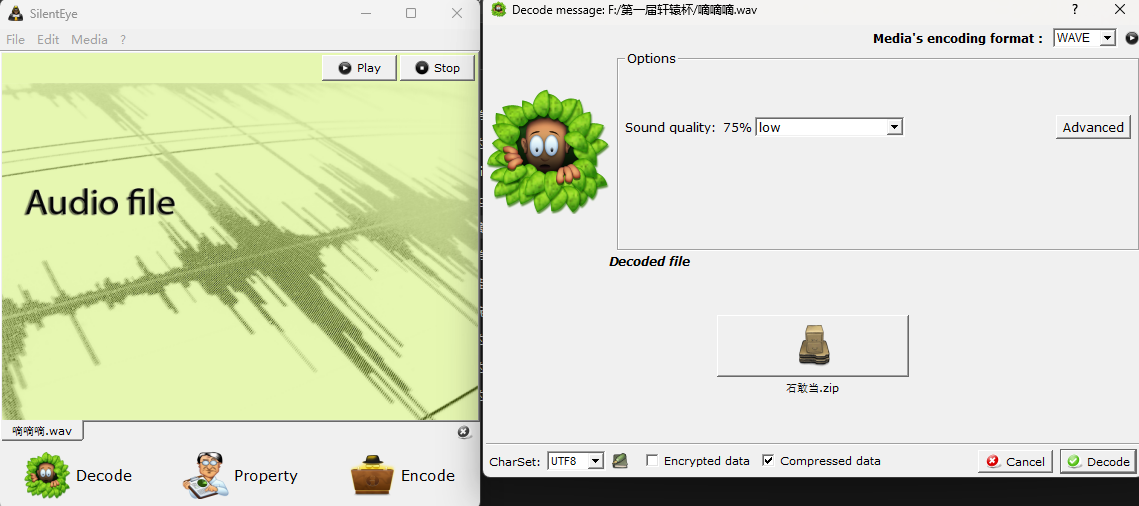 SilentEye
File Edit Media ?
Play Stop
Audio file
嘀嘀嘀.wav
Decode Property Encode
Decode message: F:/第一届轩辕杯/嘀嘀嘀.wav
?
Media's encoding format : WAVE
Options
Sound quality: 75% low
Advanced
Decoded file
石敢当.zip
CharSet: UTF8 Encrypted data Compressed data Cancel Decode